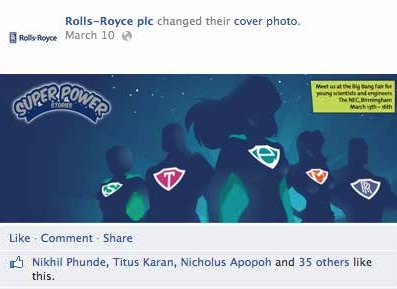 Rolls-Royce plc changed their cover photo.
Rolls-Royce March 10
SUPER POWER
STORIES
Meet us at the Big Bang Fair for
young scientists and engineers
The NEC, Birmingham
March 13th - 16th
S T e M RR
Like · Comment · Share
Nikhil Phunde, Titus Karan, Nicholus Apopoh and 35 others like
this.